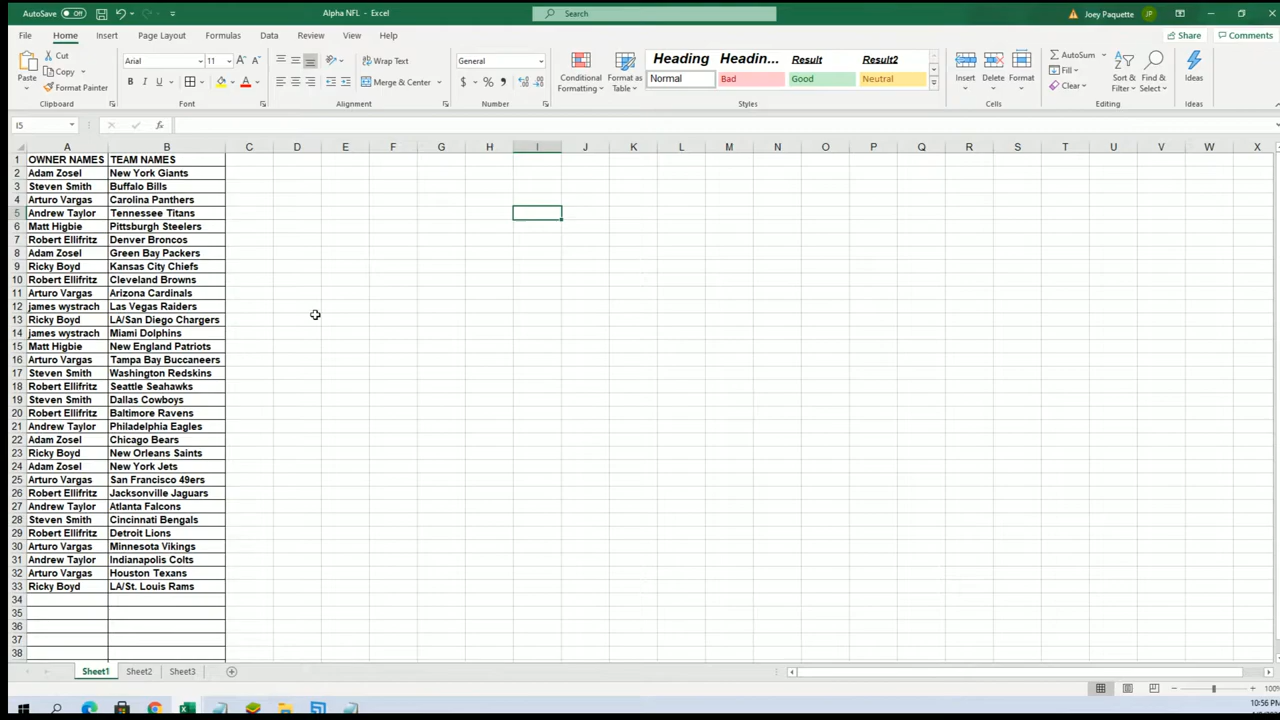 AutoSave Off Alpha NFL - Excel Search Joey Paquette JP
File Home Insert Page Layout Formulas Data Review View Help Share Comments
Paste Cut Copy Format Painter Clipboard
Arial 11 B I U A Font
Wrap Text Merge & Center Alignment
General $ % Number
Conditional Formatting Format as Table
Heading Headin... Result Result2
Normal Bad Good Neutral
Styles
Insert Delete Format Cells
AutoSum Fill Clear Sort & Filter Find & Select Editing
Ideas Ideas
I5 fx
A B C D E F G H I J K L M N O P Q R S T U V W X
1 OWNER NAMES TEAM NAMES
2 Adam Zosel New York Giants
3 Steven Smith Buffalo Bills
4 Arturo Vargas Carolina Panthers
5 Andrew Taylor Tennessee Titans
6 Matt Higbie Pittsburgh Steelers
7 Robert Ellifritz Denver Broncos
8 Adam Zosel Green Bay Packers
9 Ricky Boyd Kansas City Chiefs
10 Robert Ellifritz Cleveland Browns
11 Arturo Vargas Arizona Cardinals
12 james wystrach Las Vegas Raiders
13 Ricky Boyd LA/San Diego Chargers
14 james wystrach Miami Dolphins
15 Matt Higbie New England Patriots
16 Arturo Vargas Tampa Bay Buccaneers
17 Steven Smith Washington Redskins
18 Robert Ellifritz Seattle Seahawks
19 Steven Smith Dallas Cowboys
20 Robert Ellifritz Baltimore Ravens
21 Andrew Taylor Philadelphia Eagles
22 Adam Zosel Chicago Bears
23 Ricky Boyd New Orleans Saints
24 Adam Zosel New York Jets
25 Arturo Vargas San Francisco 49ers
26 Robert Ellifritz Jacksonville Jaguars
27 Andrew Taylor Atlanta Falcons
28 Steven Smith Cincinnati Bengals
29 Robert Ellifritz Detroit Lions
30 Arturo Vargas Minnesota Vikings
31 Andrew Taylor Indianapolis Colts
32 Arturo Vargas Houston Texans
33 Ricky Boyd LA/St. Louis Rams
34
35
36
37
38
Sheet1 Sheet2 Sheet3
100%
10:56 PM